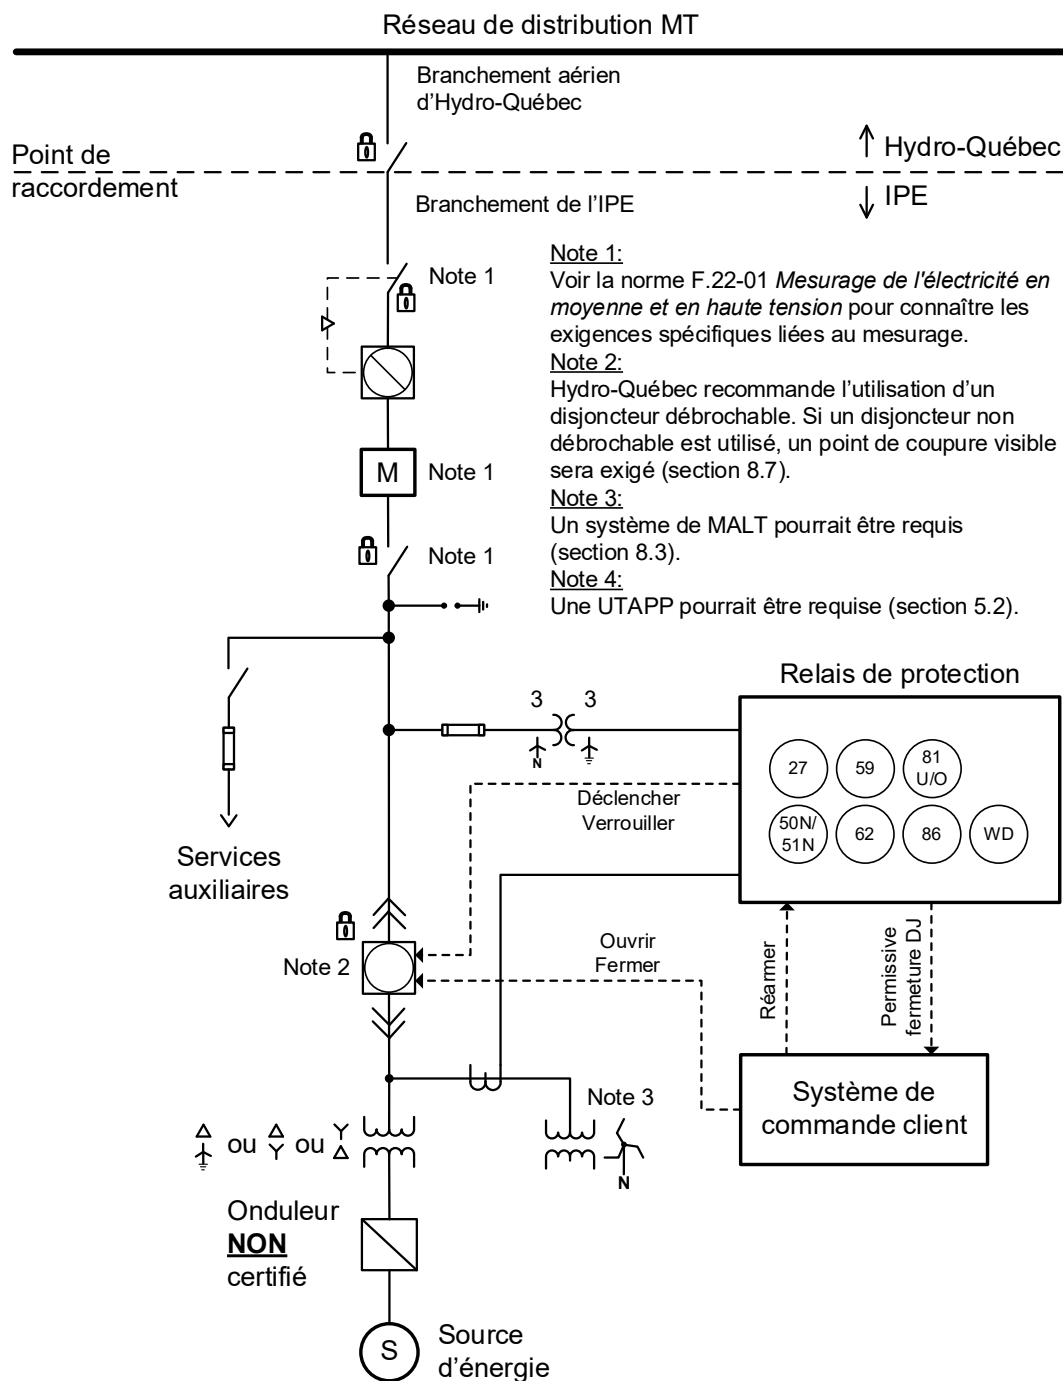 Réseau de distribution MT
Branchement aérien
d'Hydro-Québec
Point de
raccordement
Hydro-Québec
IPE
Branchement de l'IPE
Note 1
Note 1:
Voir la norme F.22-01 Mesurage de l'électricité en
moyenne et en haute tension pour connaître les
exigences spécifiques liées au mesurage.
Note 2:
Hydro-Québec recommande l'utilisation d'un
disjoncteur débrochable. Si un disjoncteur non
débrochable est utilisé, un point de coupure visible
sera exigé (section 8.7).
Note 3:
Un système de MALT pourrait être requis
(section 8.3).
Note 4:
Une UTAPP pourrait être requise (section 5.2).
M
Note 1
Note 1
Services
auxiliaires
3
3
N
Relais de protection
27
59
81
U/O
50N/
51N
62
86
WD
Déclencher
Verrouiller
Note 2
Ouvrir
Fermer
Réarmer
Permissive
fermeture DJ
Système de
commande client
Note 3
N
ou
ou
Onduleur
NON
certifié
S
Source
d'énergie